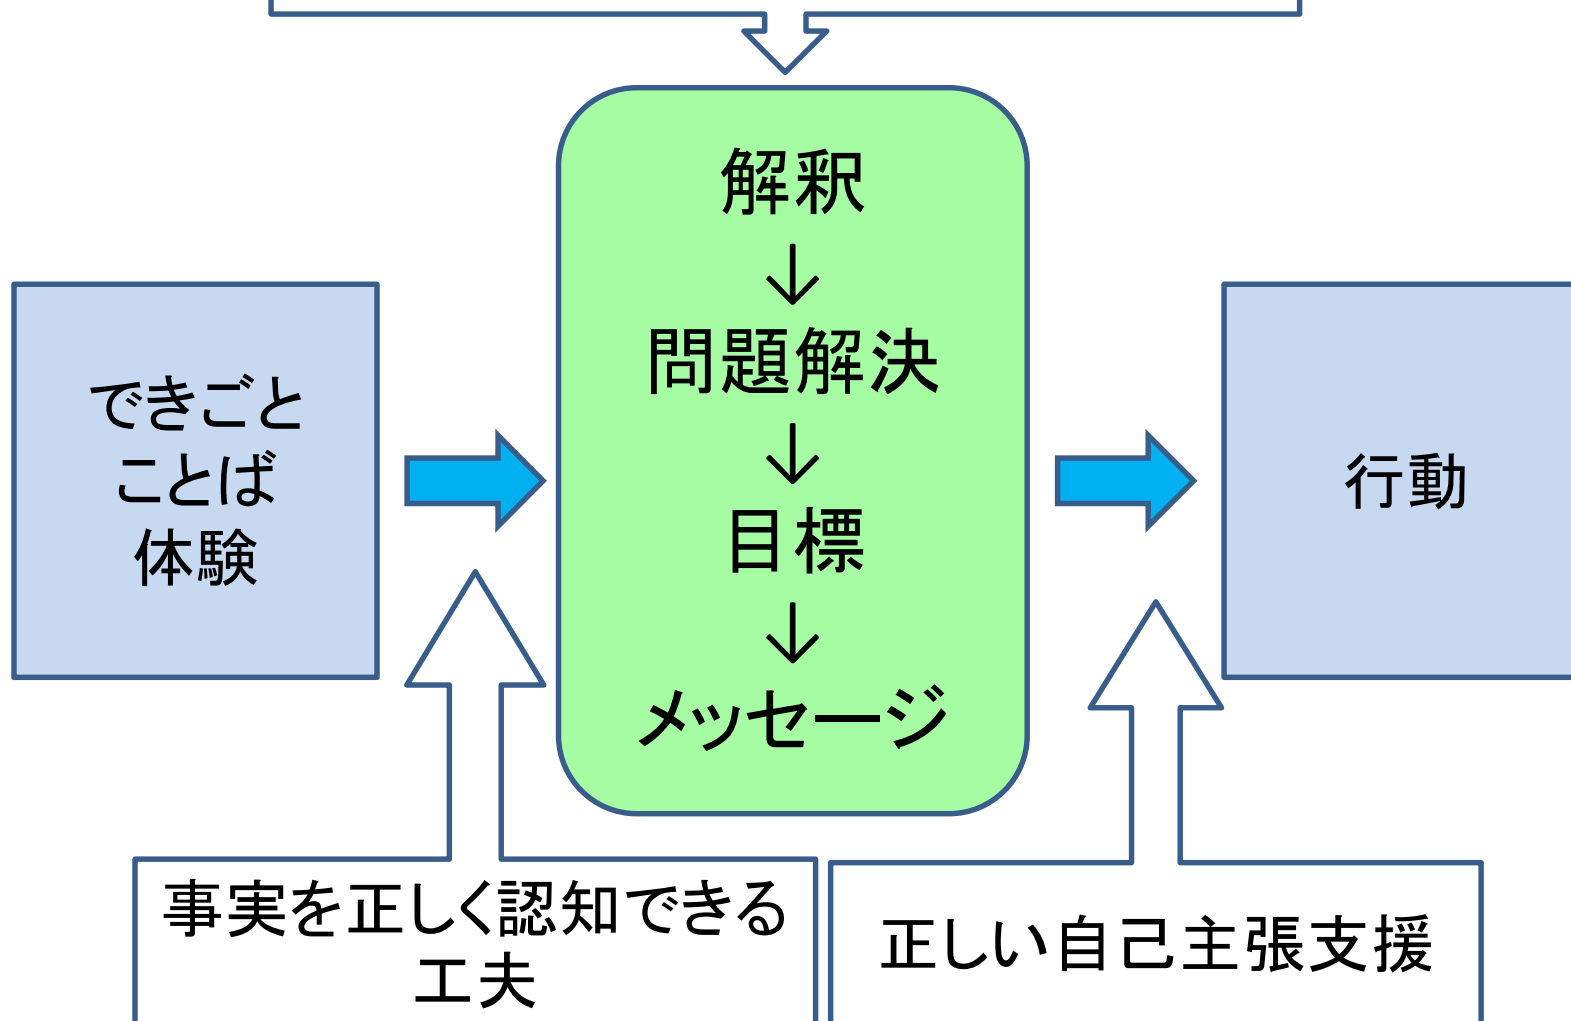 解釈
↓
問題解決
↓
目標
↓
メッセージ
できごと
ことば
体験
行動
事実を正しく認知できる
工夫
正しい自己主張支援